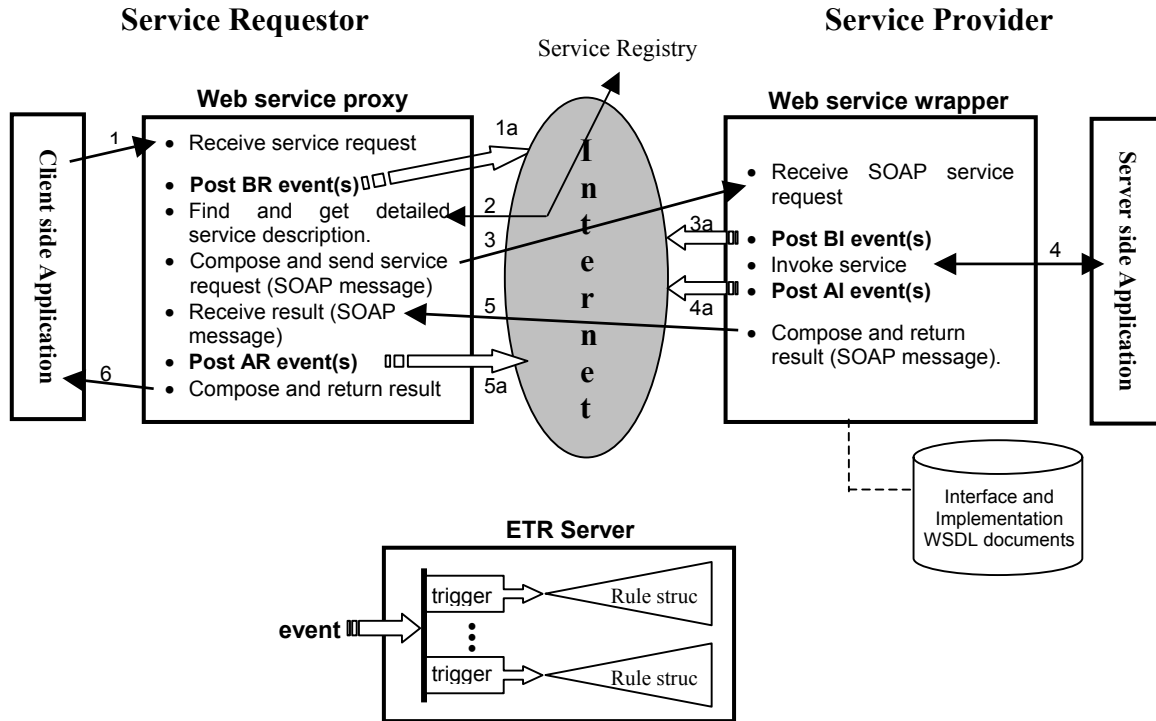 Service Requestor
Service Provider
Service Registry
Web service proxy
Web service wrapper
Client side Application
1
• Receive service request
• Post BR event(s)
• Find and get detailed
service description.
• Compose and send service
request (SOAP message)
• Receive result (SOAP
message)
• Post AR event(s)
• Compose and return result
6
1a
2
3
5
5a
Internet
3a
4a
• Receive SOAP service
request
• Post BI event(s)
• Invoke service
• Post AI event(s)
• Compose and return
result (SOAP message).
4
Server side Application
Interface and
Implementation
WSDL documents
ETR Server
event
trigger
Rule struc
trigger
Rule struc